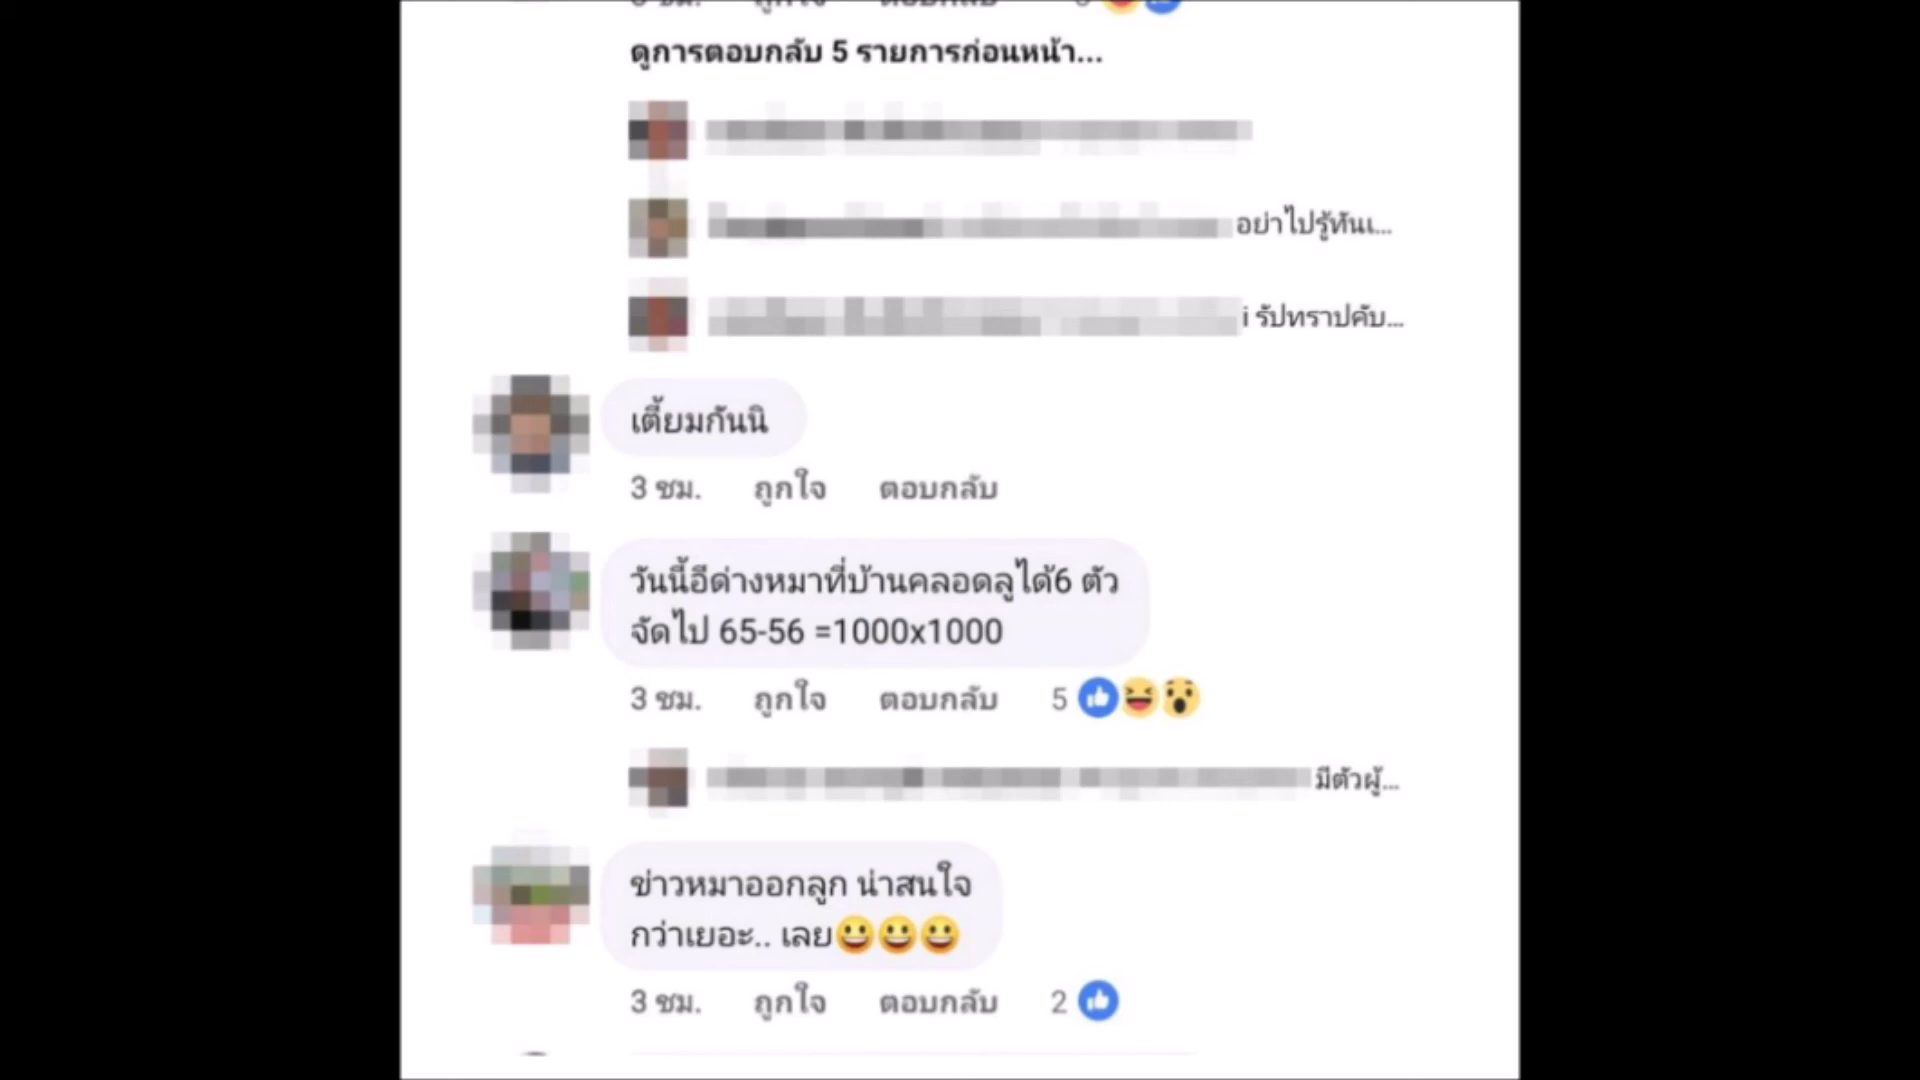 ดูการตอบกลับ 5 รายการก่อนหน้า...
อย่าไปรู้ทันเ...
i รัปทราปคับ...
เตี้ยมกันนิ
3 ชม. ถูกใจ ตอบกลับ
วันนี้อีด่างหมาที่บ้านคลอดลูได้6 ตัว
จัดไป 65-56 =1000x1000
3 ชม. ถูกใจ ตอบกลับ 5
มีตัวผู้...
ข่าวหมาออกลูก น่าสนใจ
กว่าเยอะ.. เลย😀😀😀
3 ชม. ถูกใจ ตอบกลับ 2